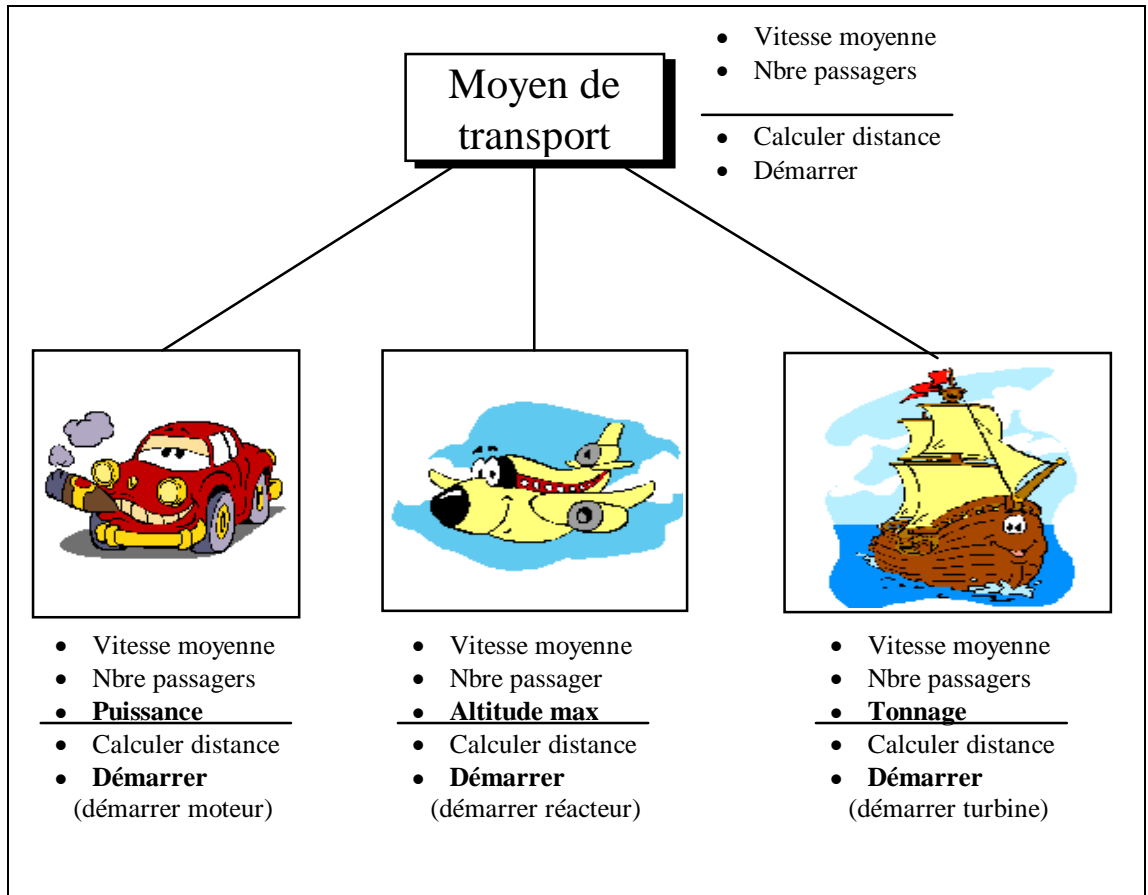 Moyen de
transport
• Vitesse moyenne
• Nbre passagers
• Calculer distance
• Démarrer
• Vitesse moyenne
• Nbre passagers
• Puissance
• Calculer distance
• Démarrer
(démarrer moteur)
• Vitesse moyenne
• Nbre passager
• Altitude max
• Calculer distance
• Démarrer
(démarrer réacteur)
• Vitesse moyenne
• Nbre passagers
• Tonnage
• Calculer distance
• Démarrer
(démarrer turbine)